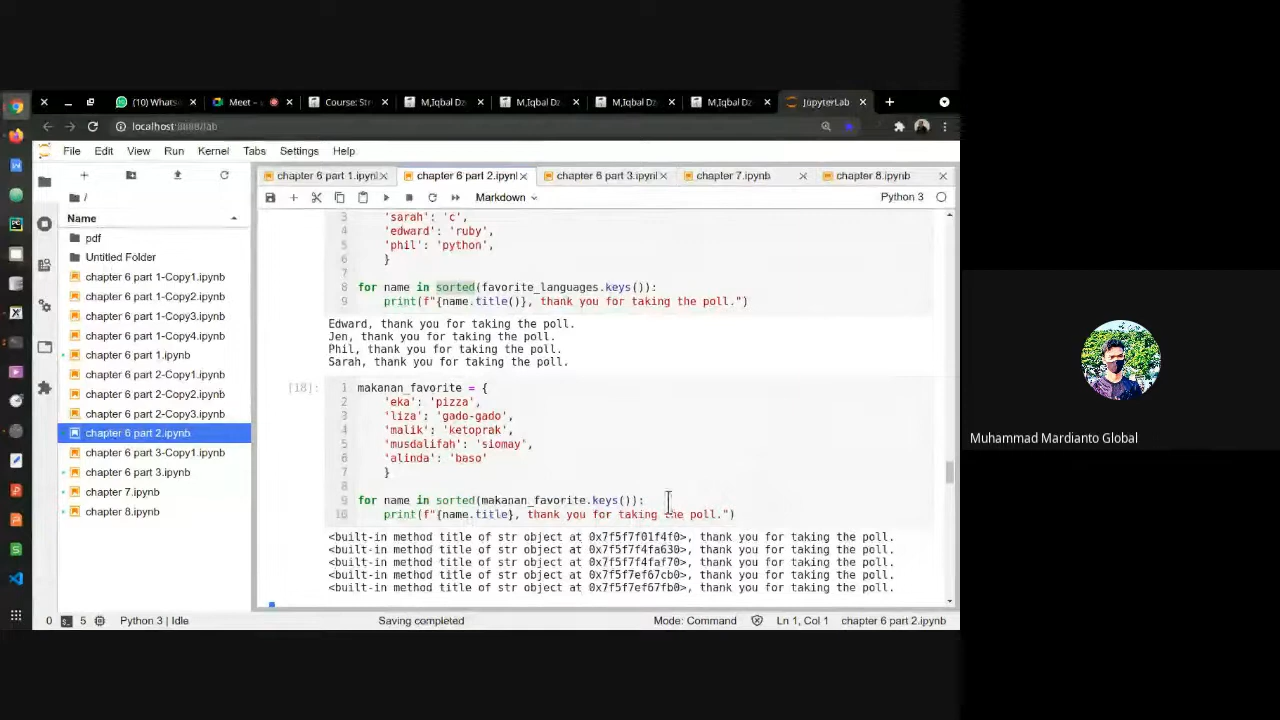 (10) Whats
Meet –
Course: Str
M,Iqbal Dz
M,Iqbal Dz
M,Iqbal Dz
M,Iqbal Dz
JupyterLab
localhost:8888/lab
File Edit View Run Kernel Tabs Settings Help
chapter 6 part 1.ipynl
chapter 6 part 2.ipynl
chapter 6 part 3.ipynl
chapter 7.ipynb
chapter 8.ipynb
/
Markdown
Python 3
Name
pdf
Untitled Folder
chapter 6 part 1-Copy1.ipynb
chapter 6 part 1-Copy2.ipynb
chapter 6 part 1-Copy3.ipynb
chapter 6 part 1-Copy4.ipynb
chapter 6 part 1.ipynb
chapter 6 part 2-Copy1.ipynb
chapter 6 part 2-Copy2.ipynb
chapter 6 part 2-Copy3.ipynb
chapter 6 part 2.ipynb
chapter 6 part 3-Copy1.ipynb
chapter 6 part 3.ipynb
chapter 7.ipynb
chapter 8.ipynb
3 'sarah': 'c',
4 'edward': 'ruby',
5 'phil': 'python',
6 }
7
8 for name in sorted(favorite_languages.keys()):
9 print(f"{name.title()}, thank you for taking the poll.")
Edward, thank you for taking the poll.
Jen, thank you for taking the poll.
Phil, thank you for taking the poll.
Sarah, thank you for taking the poll.
[18]: 1 makanan_favorite = {
2 'eka': 'pizza',
3 'liza': 'gado-gado',
4 'malik': 'ketoprak',
5 'musdalifah': 'siomay',
6 'alinda': 'baso'
7 }
8
9 for name in sorted(makanan_favorite.keys()):
10 print(f"{name.title}, thank you for taking the poll.")
<built-in method title of str object at 0x7f5f7f01f4f0>, thank you for taking the poll.
<built-in method title of str object at 0x7f5f7f4fa630>, thank you for taking the poll.
<built-in method title of str object at 0x7f5f7f4faf70>, thank you for taking the poll.
<built-in method title of str object at 0x7f5f7ef67cb0>, thank you for taking the poll.
<built-in method title of str object at 0x7f5f7ef67fb0>, thank you for taking the poll.
0 5 Python 3 | Idle Saving completed Mode: Command Ln 1, Col 1 chapter 6 part 2.ipynb
Muhammad Mardianto Global